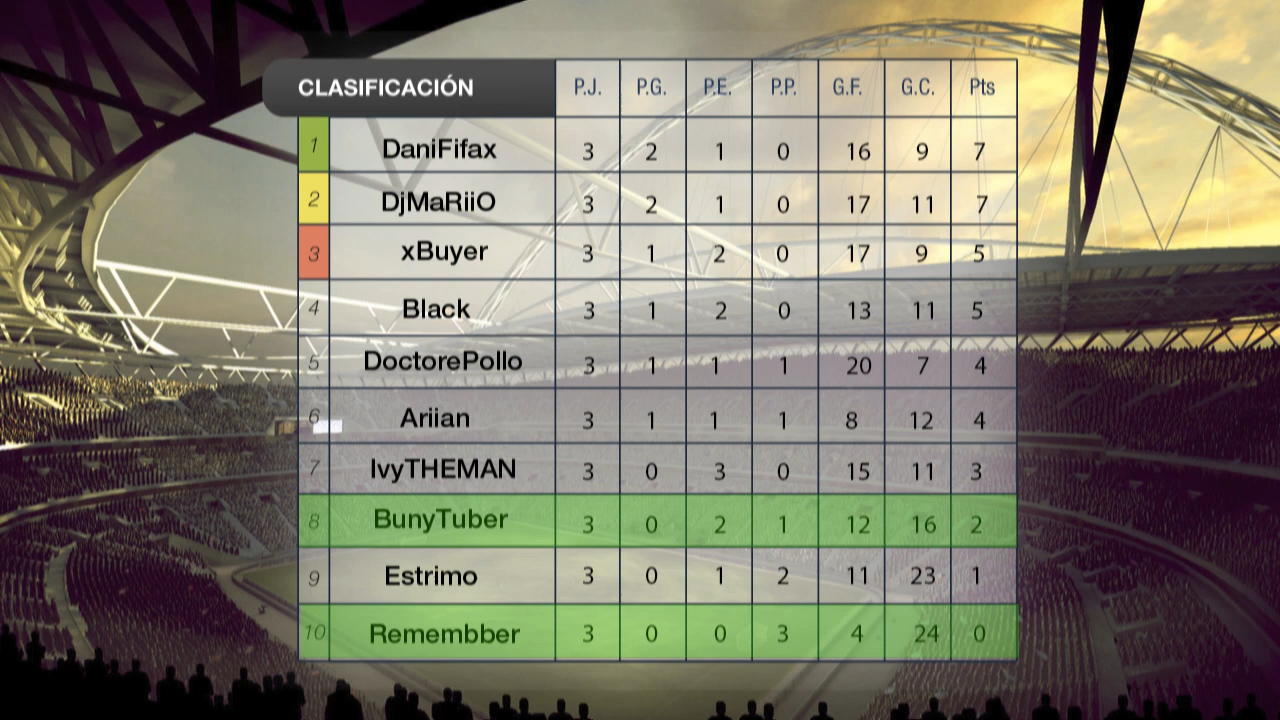 CLASIFICACIÓN P.J. P.G. P.E. P.P. G.F. G.C. Pts
1 DaniFifax 3 2 1 0 16 9 7
2 DjMaRiiO 3 2 1 0 17 11 7
3 xBuyer 3 1 2 0 17 9 5
4 Black 3 1 2 0 13 11 5
5 DoctorePollo 3 1 1 1 20 7 4
6 Ariian 3 1 1 1 8 12 4
7 IvyTHEMAN 3 0 3 0 15 11 3
8 BunyTuber 3 0 2 1 12 16 2
9 Estrimo 3 0 1 2 11 23 1
10 Remembber 3 0 0 3 4 24 0